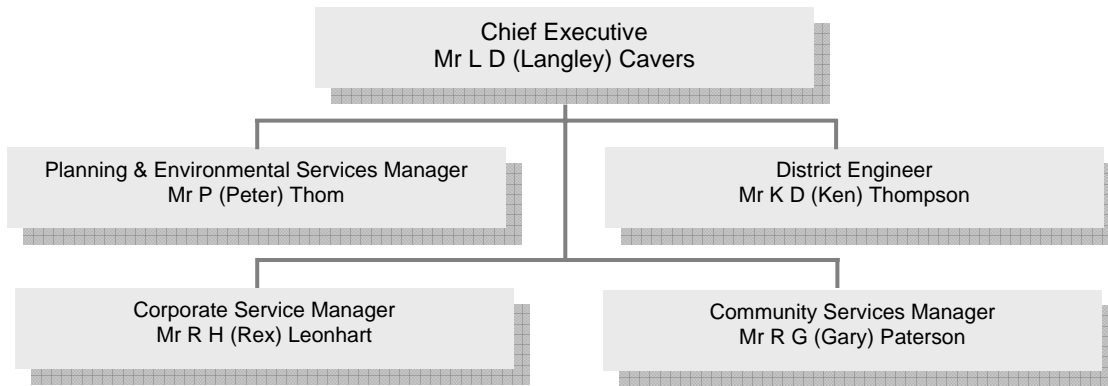 Chief Executive
Mr L D (Langley) Cavers
Planning & Environmental Services Manager
Mr P (Peter) Thom
District Engineer
Mr K D (Ken) Thompson
Corporate Service Manager
Mr R H (Rex) Leonhart
Community Services Manager
Mr R G (Gary) Paterson